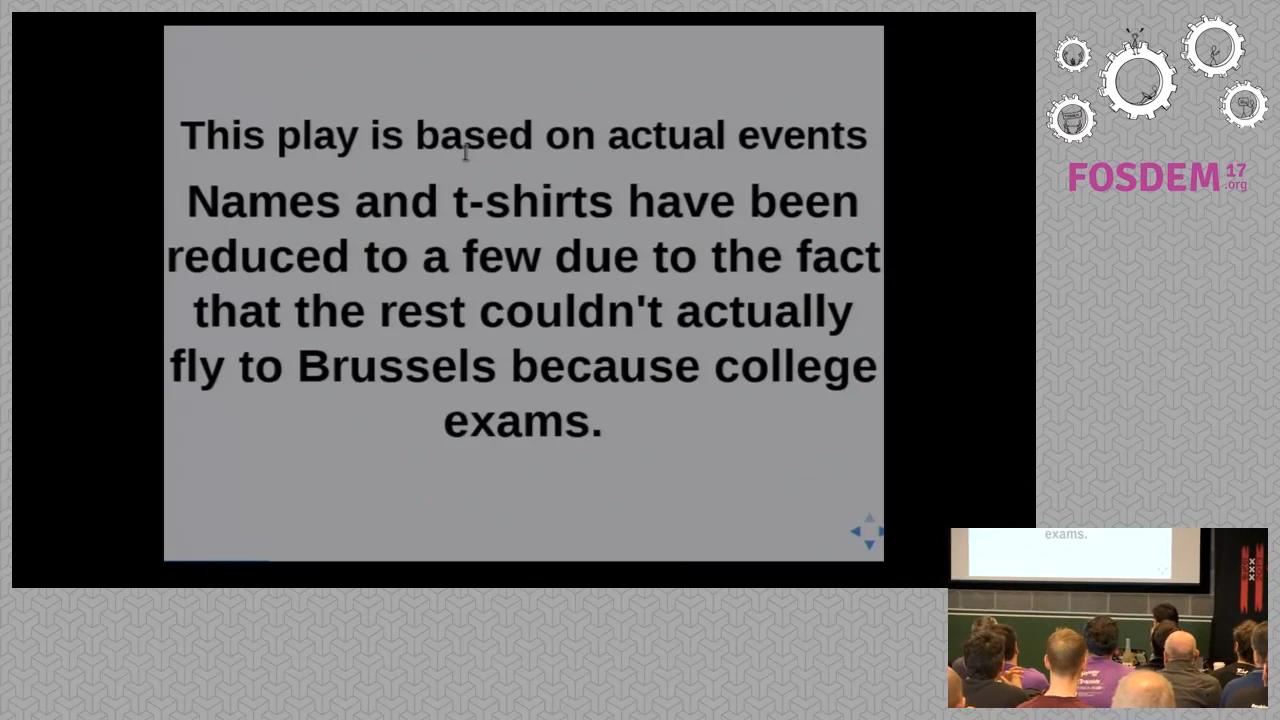 This play is based on actual events
Names and t-shirts have been
reduced to a few due to the fact
that the rest couldn't actually
fly to Brussels because college
exams.
FOSDEM 17
.org
exams.